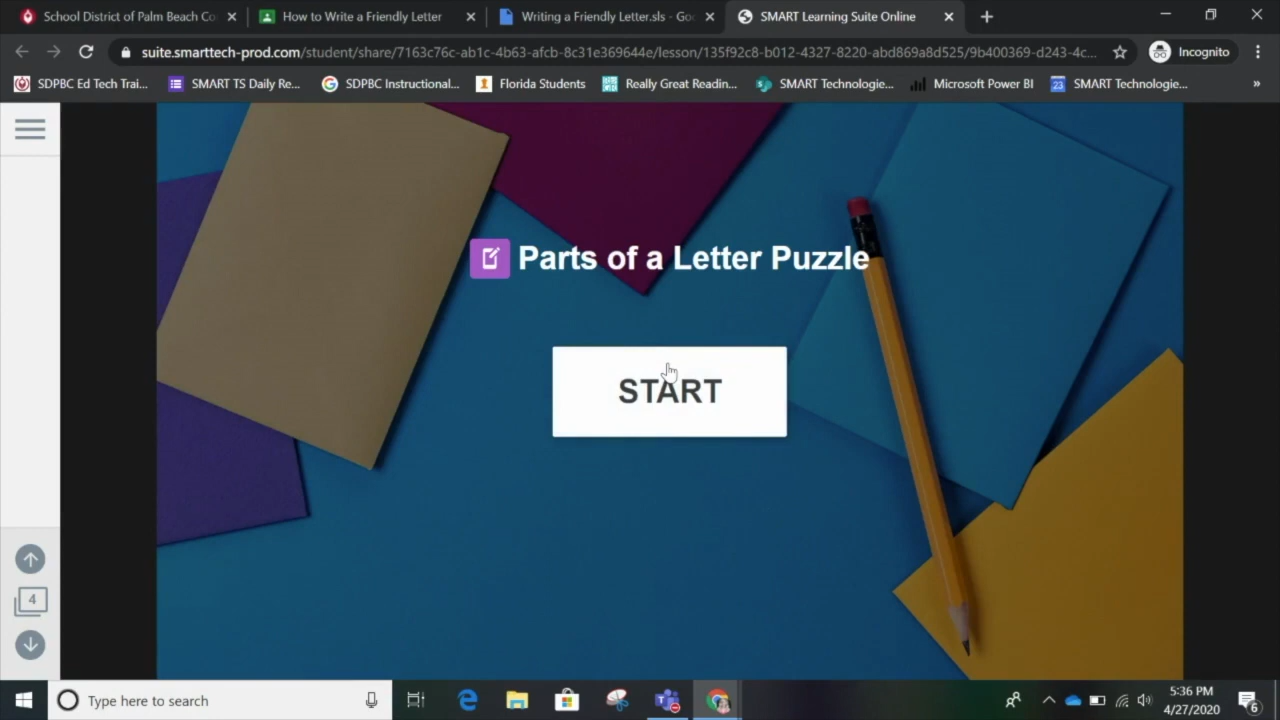 School District of Palm Beach Co
How to Write a Friendly Letter
Writing a Friendly Letter.sls - Goo
SMART Learning Suite Online
suite.smarttech-prod.com/student/share/7163c76c-ab1c-4b63-afcb-8c31e369644e/lesson/135f92c8-b012-4327-8220-abd869a8d525/9b400369-d243-4c...
Incognito
SDPBC Ed Tech Trai...
SMART TS Daily Re...
SDPBC Instructional...
Florida Students
Really Great Readin...
SMART Technologie...
Microsoft Power BI
23
SMART Technologie...
»
Parts of a Letter Puzzle
START
4
Type here to search
5:36 PM
4/27/2020
6